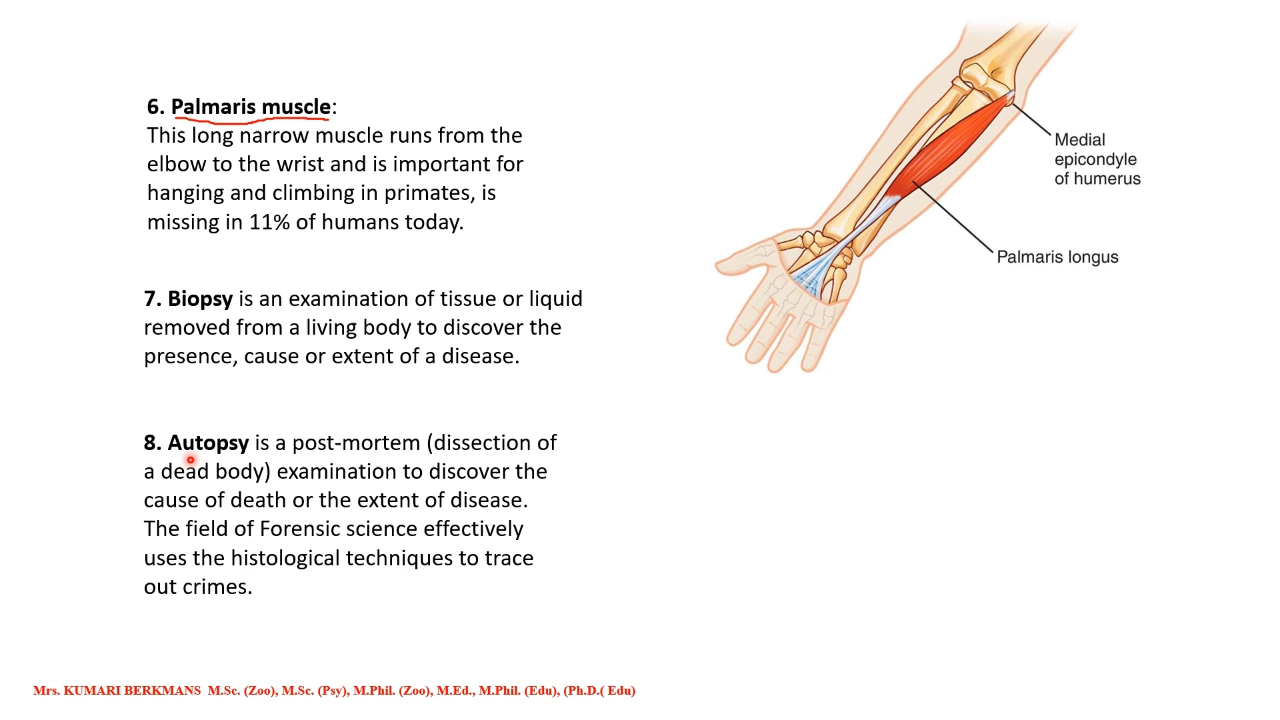 6. Palmaris muscle:
This long narrow muscle runs from the
elbow to the wrist and is important for
hanging and climbing in primates, is
missing in 11% of humans today.
7. Biopsy is an examination of tissue or liquid
removed from a living body to discover the
presence, cause or extent of a disease.
8. Autopsy is a post-mortem (dissection of
a dead body) examination to discover the
cause of death or the extent of disease.
The field of Forensic science effectively
uses the histological techniques to trace
out crimes.
Medial
epicondyle
of humerus
Palmaris longus
Mrs. KUMARI BERKMANS M.Sc. (Zoo), M.Sc. (Psy), M.Phil. (Zoo), M.Ed., M.Phil. (Edu), (Ph.D.( Edu)